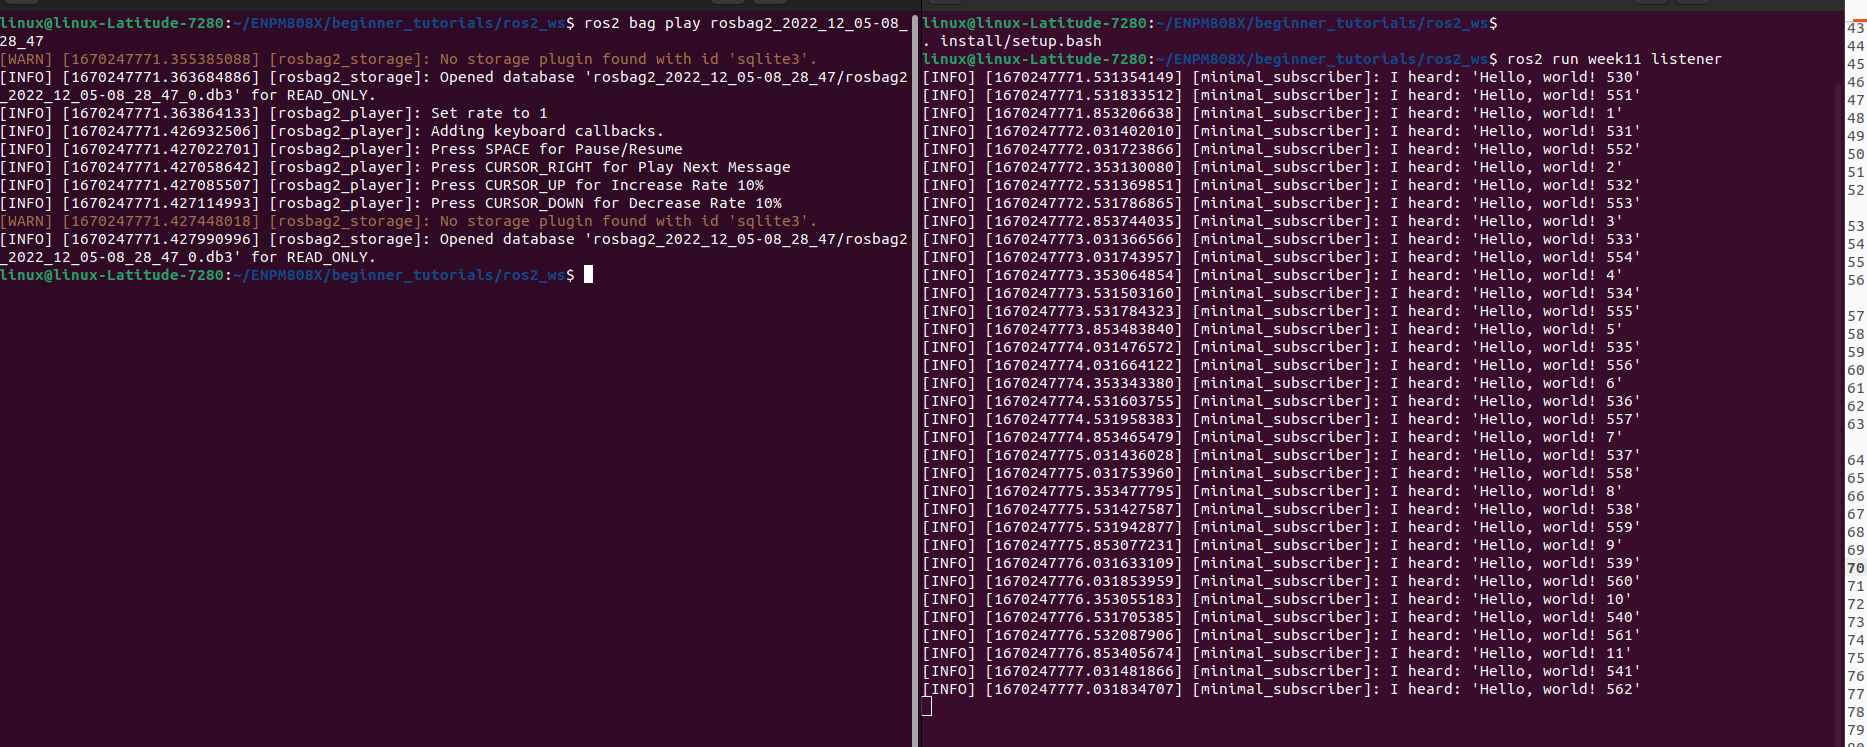 linux@linux-Latitude-7280:~/ENPM808X/beginner_tutorials/ros2_ws$ ros2 bag play rosbag2_2022_12_05-08_
28_47
[WARN] [1670247771.355385088] [rosbag2_storage]: No storage plugin found with id 'sqlite3'.
[INFO] [1670247771.363684886] [rosbag2_storage]: Opened database 'rosbag2_2022_12_05-08_28_47/rosbag2
_2022_12_05-08_28_47_0.db3' for READ_ONLY.
[INFO] [1670247771.363864133] [rosbag2_player]: Set rate to 1
[INFO] [1670247771.426932506] [rosbag2_player]: Adding keyboard callbacks.
[INFO] [1670247771.427022701] [rosbag2_player]: Press SPACE for Pause/Resume
[INFO] [1670247771.427058642] [rosbag2_player]: Press CURSOR_RIGHT for Play Next Message
[INFO] [1670247771.427085507] [rosbag2_player]: Press CURSOR_UP for Increase Rate 10%
[INFO] [1670247771.427114993] [rosbag2_player]: Press CURSOR_DOWN for Decrease Rate 10%
[WARN] [1670247771.427448018] [rosbag2_storage]: No storage plugin found with id 'sqlite3'.
[INFO] [1670247771.427990996] [rosbag2_storage]: Opened database 'rosbag2_2022_12_05-08_28_47/rosbag2
_2022_12_05-08_28_47_0.db3' for READ_ONLY.
linux@linux-Latitude-7280:~/ENPM808X/beginner_tutorials/ros2_ws$
linux@linux-Latitude-7280:~/ENPM808X/beginner_tutorials/ros2_ws$
. install/setup.bash
linux@linux-Latitude-7280:~/ENPM808X/beginner_tutorials/ros2_ws$ ros2 run week11 listener
[INFO] [1670247771.531354149] [minimal_subscriber]: I heard: 'Hello, world! 530'
[INFO] [1670247771.531833512] [minimal_subscriber]: I heard: 'Hello, world! 551'
[INFO] [1670247771.853206638] [minimal_subscriber]: I heard: 'Hello, world! 1'
[INFO] [1670247772.031402010] [minimal_subscriber]: I heard: 'Hello, world! 531'
[INFO] [1670247772.031723866] [minimal_subscriber]: I heard: 'Hello, world! 552'
[INFO] [1670247772.353130080] [minimal_subscriber]: I heard: 'Hello, world! 2'
[INFO] [1670247772.531369851] [minimal_subscriber]: I heard: 'Hello, world! 532'
[INFO] [1670247772.531786865] [minimal_subscriber]: I heard: 'Hello, world! 553'
[INFO] [1670247772.853744035] [minimal_subscriber]: I heard: 'Hello, world! 3'
[INFO] [1670247773.031366566] [minimal_subscriber]: I heard: 'Hello, world! 533'
[INFO] [1670247773.031743957] [minimal_subscriber]: I heard: 'Hello, world! 554'
[INFO] [1670247773.353064854] [minimal_subscriber]: I heard: 'Hello, world! 4'
[INFO] [1670247773.531503160] [minimal_subscriber]: I heard: 'Hello, world! 534'
[INFO] [1670247773.531784323] [minimal_subscriber]: I heard: 'Hello, world! 555'
[INFO] [1670247773.853483840] [minimal_subscriber]: I heard: 'Hello, world! 5'
[INFO] [1670247774.031476572] [minimal_subscriber]: I heard: 'Hello, world! 535'
[INFO] [1670247774.031664122] [minimal_subscriber]: I heard: 'Hello, world! 556'
[INFO] [1670247774.353343380] [minimal_subscriber]: I heard: 'Hello, world! 6'
[INFO] [1670247774.531603755] [minimal_subscriber]: I heard: 'Hello, world! 536'
[INFO] [1670247774.531958383] [minimal_subscriber]: I heard: 'Hello, world! 557'
[INFO] [1670247774.853465479] [minimal_subscriber]: I heard: 'Hello, world! 7'
[INFO] [1670247775.031436028] [minimal_subscriber]: I heard: 'Hello, world! 537'
[INFO] [1670247775.031753960] [minimal_subscriber]: I heard: 'Hello, world! 558'
[INFO] [1670247775.353477795] [minimal_subscriber]: I heard: 'Hello, world! 8'
[INFO] [1670247775.531427587] [minimal_subscriber]: I heard: 'Hello, world! 538'
[INFO] [1670247775.531942877] [minimal_subscriber]: I heard: 'Hello, world! 559'
[INFO] [1670247775.853077231] [minimal_subscriber]: I heard: 'Hello, world! 9'
[INFO] [1670247776.031633109] [minimal_subscriber]: I heard: 'Hello, world! 539'
[INFO] [1670247776.031853959] [minimal_subscriber]: I heard: 'Hello, world! 560'
[INFO] [1670247776.353055183] [minimal_subscriber]: I heard: 'Hello, world! 10'
[INFO] [1670247776.531705385] [minimal_subscriber]: I heard: 'Hello, world! 540'
[INFO] [1670247776.532087906] [minimal_subscriber]: I heard: 'Hello, world! 561'
[INFO] [1670247776.853405674] [minimal_subscriber]: I heard: 'Hello, world! 11'
[INFO] [1670247777.031481866] [minimal_subscriber]: I heard: 'Hello, world! 541'
[INFO] [1670247777.031834707] [minimal_subscriber]: I heard: 'Hello, world! 562'
43
44
45
46
47
48
49
50
51
52
53
54
55
56
57
58
59
60
61
62
63
64
65
66
67
68
69
70
71
72
73
74
75
76
77
78
79